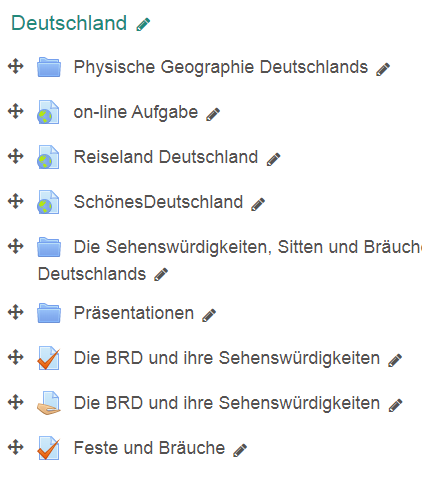 Deutschland
Physische Geographie Deutschlands
on-line Aufgabe
Reiseland Deutschland
SchönesDeutschland
Die Sehenswürdigkeiten, Sitten und Bräuche
Deutschlands
Präsentationen
Die BRD und ihre Sehenswürdigkeiten
Die BRD und ihre Sehenswürdigkeiten
Feste und Bräuche